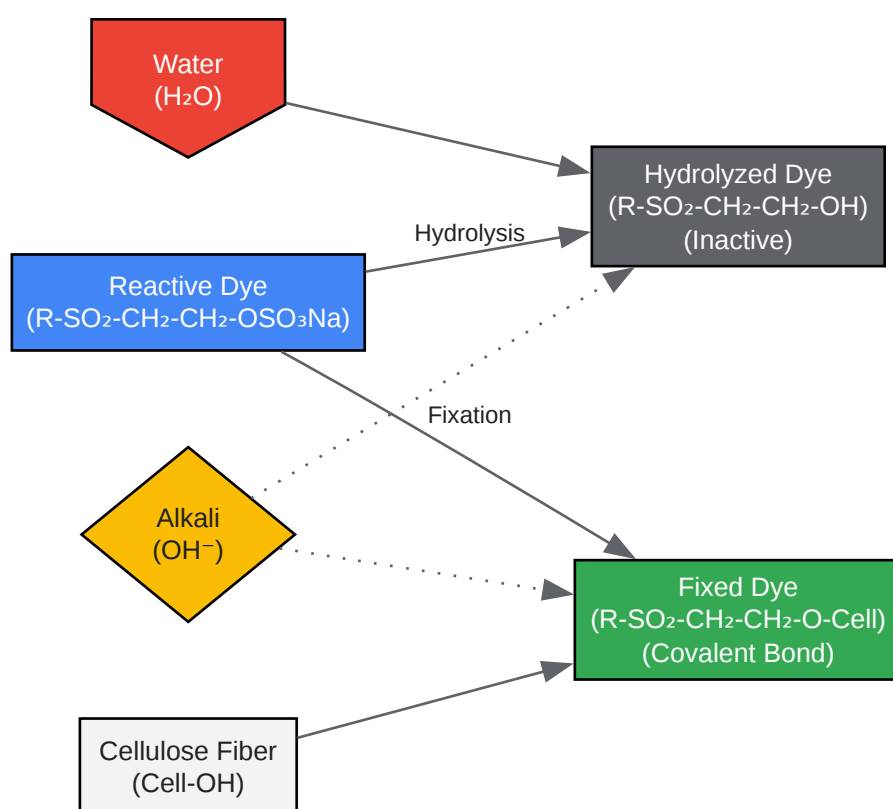 Water
(H₂O)
Hydrolyzed Dye
(R-SO₂-CH₂-CH₂-OH)
(Inactive)
Hydrolysis
Reactive Dye
(R-SO₂-CH₂-CH₂-OSO₃Na)
Fixation
Alkali
(OH⁻)
Fixed Dye
(R-SO₂-CH₂-CH₂-O-Cell)
(Covalent Bond)
Cellulose Fiber
(Cell-OH)